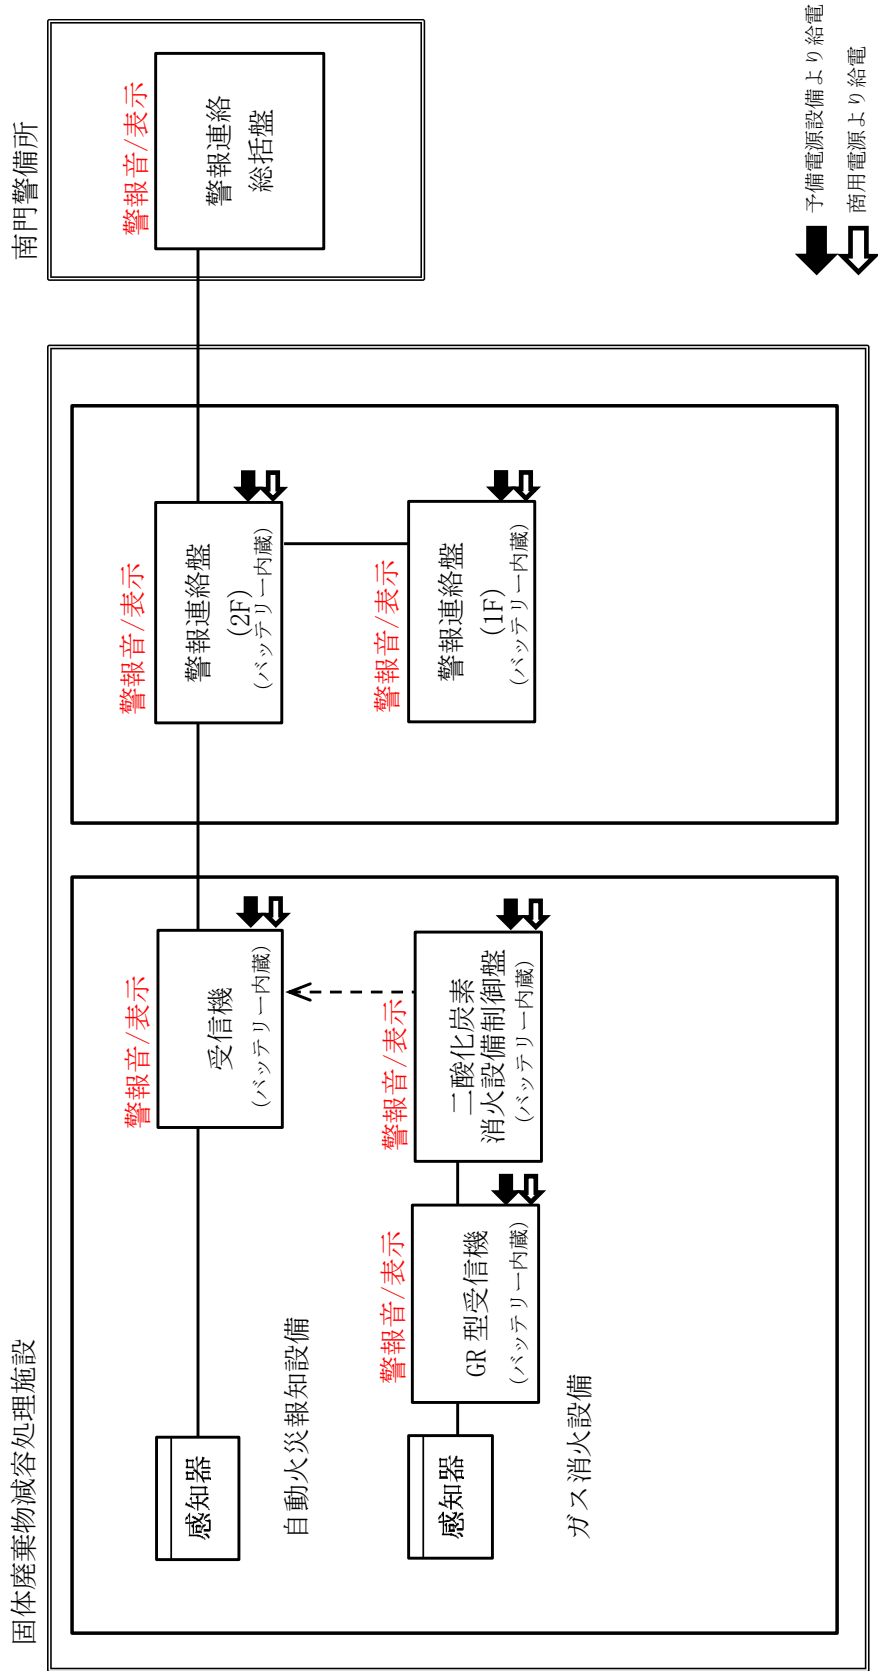 固体廃棄物減容処理施設
南門警備所
警報音/表示
警報連絡
総括盤
警報音/表示
警報連絡盤
(2F)
(バッテリー内蔵)
警報音/表示
警報連絡盤
(1F)
(バッテリー内蔵)
警報音/表示
受信機
(バッテリー内蔵)
感知器
自動火災報知設備
警報音/表示
二酸化炭素
消火設備制御盤
(バッテリー内蔵)
警報音/表示
GR 型受信機
(バッテリー内蔵)
感知器
ガス消火設備
予備電源設備より給電
商用電源より給電